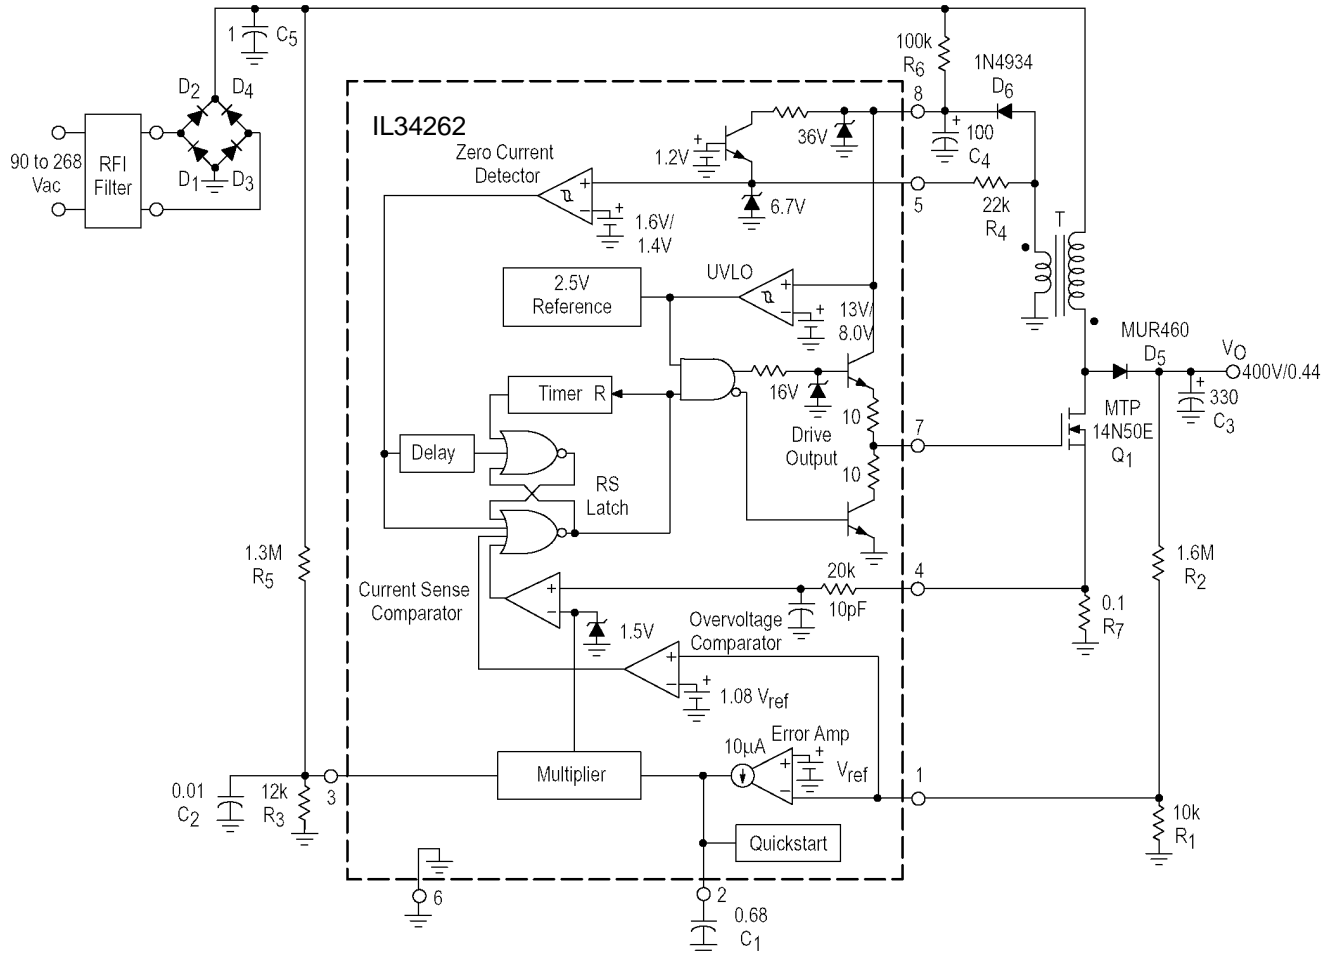 1 C5
100k
R6
1N4934
D6
D2 D4
8
IL34262
36V
100
C4
1.2V
Zero Current
Detector
90 to 268
Vac
RFI
Filter
D1 D3
6.7V
5
22k
R4
T
1.6V/
1.4V
UVLO
2.5V
Reference
13V/
8.0V
MUR460
D5
VO
400V/0.44
16V
Timer R
10
330
C3
MTP
14N50E
Q1
Drive
Output
7
Delay
10
RS
Latch
1.3M
R5
1.6M
R2
20k
4
10pF
Current Sense
Comparator
0.1
R7
Overvoltage
Comparator
1.5V
1.08 Vref
Error Amp
10µA
Vref
1
Multiplier
0.01
C2
12k
R3
3
10k
R1
Quickstart
6
2
0.68
C1